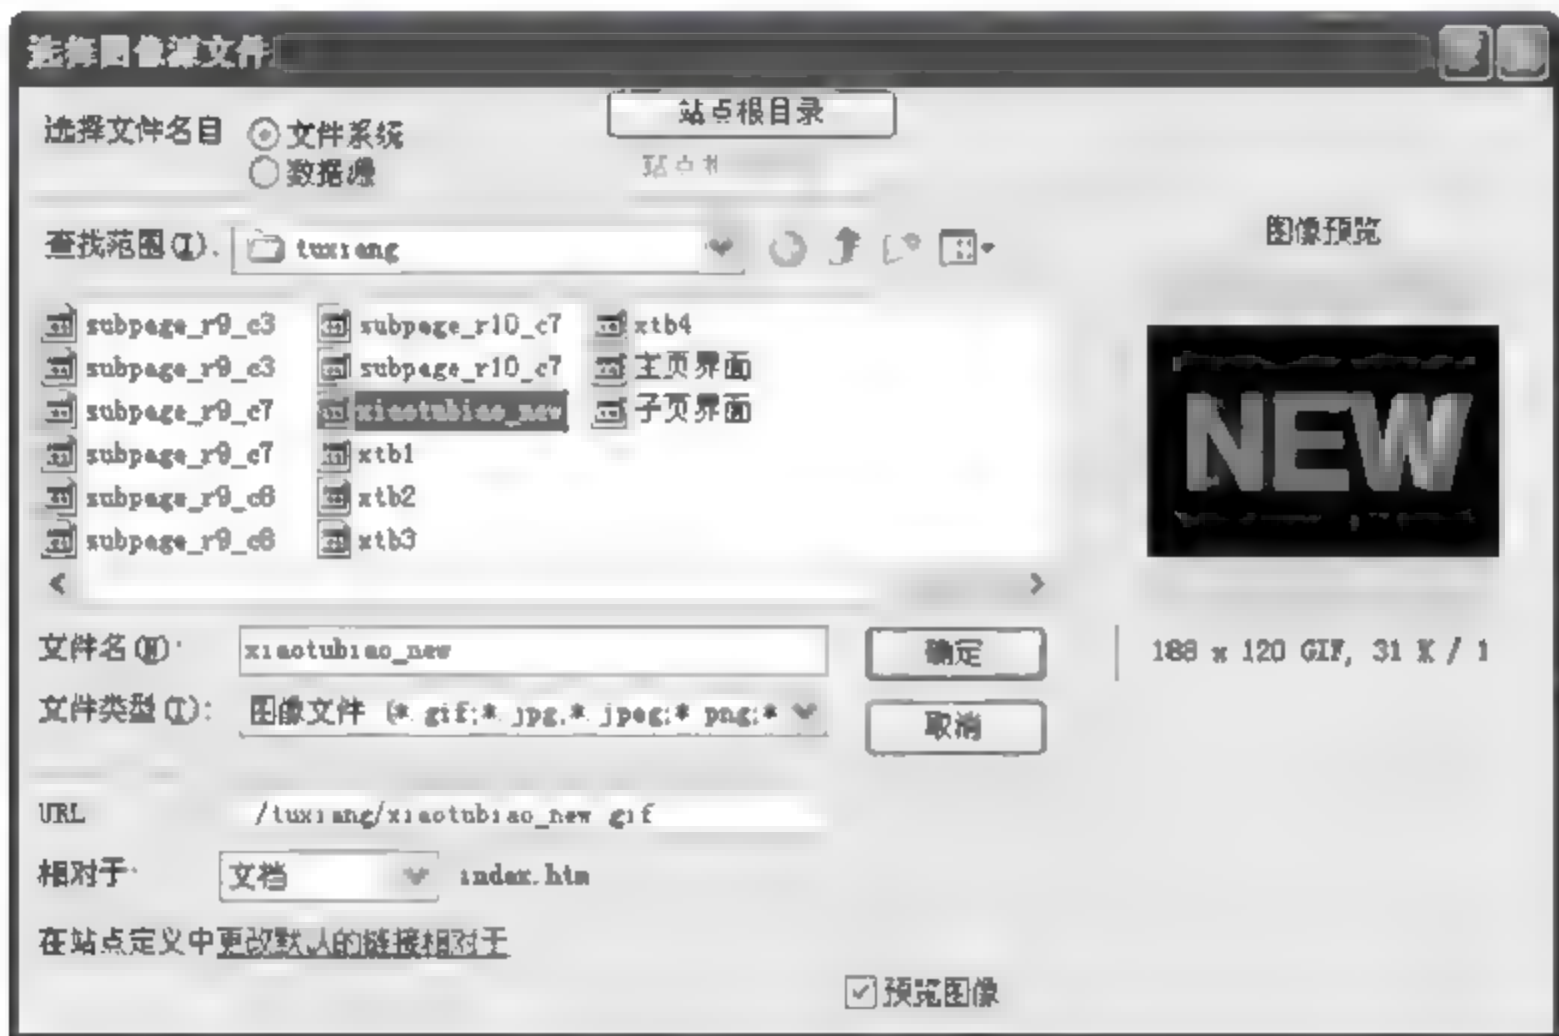 选择图像源文件
选择文件名自 文件系统 站点根目录
数据源
查找范围(I): tuxiang 图像预览
subpage_r9_c3 subpage_r10_c7 xtb4
subpage_r9_c3 subpage_r10_c7 主页界面
subpage_r9_c7 xiaotubiao_new 子页界面
subpage_r9_c7 xtb1
subpage_r9_c8 xtb2
subpage_r9_c8 xtb3
NEW
文件名(N): xiaotubiao_new 确定 188 x 120 GIF, 31 K / 1
文件类型(T): 图像文件 (*.gif;*.jpg;*.jpeg;*.png;* 取消
URL /tuxiang/xiaotubiao_new.gif
相对于: 文档 index.htm
在站点定义中更改默认的链接相对于
预览图像